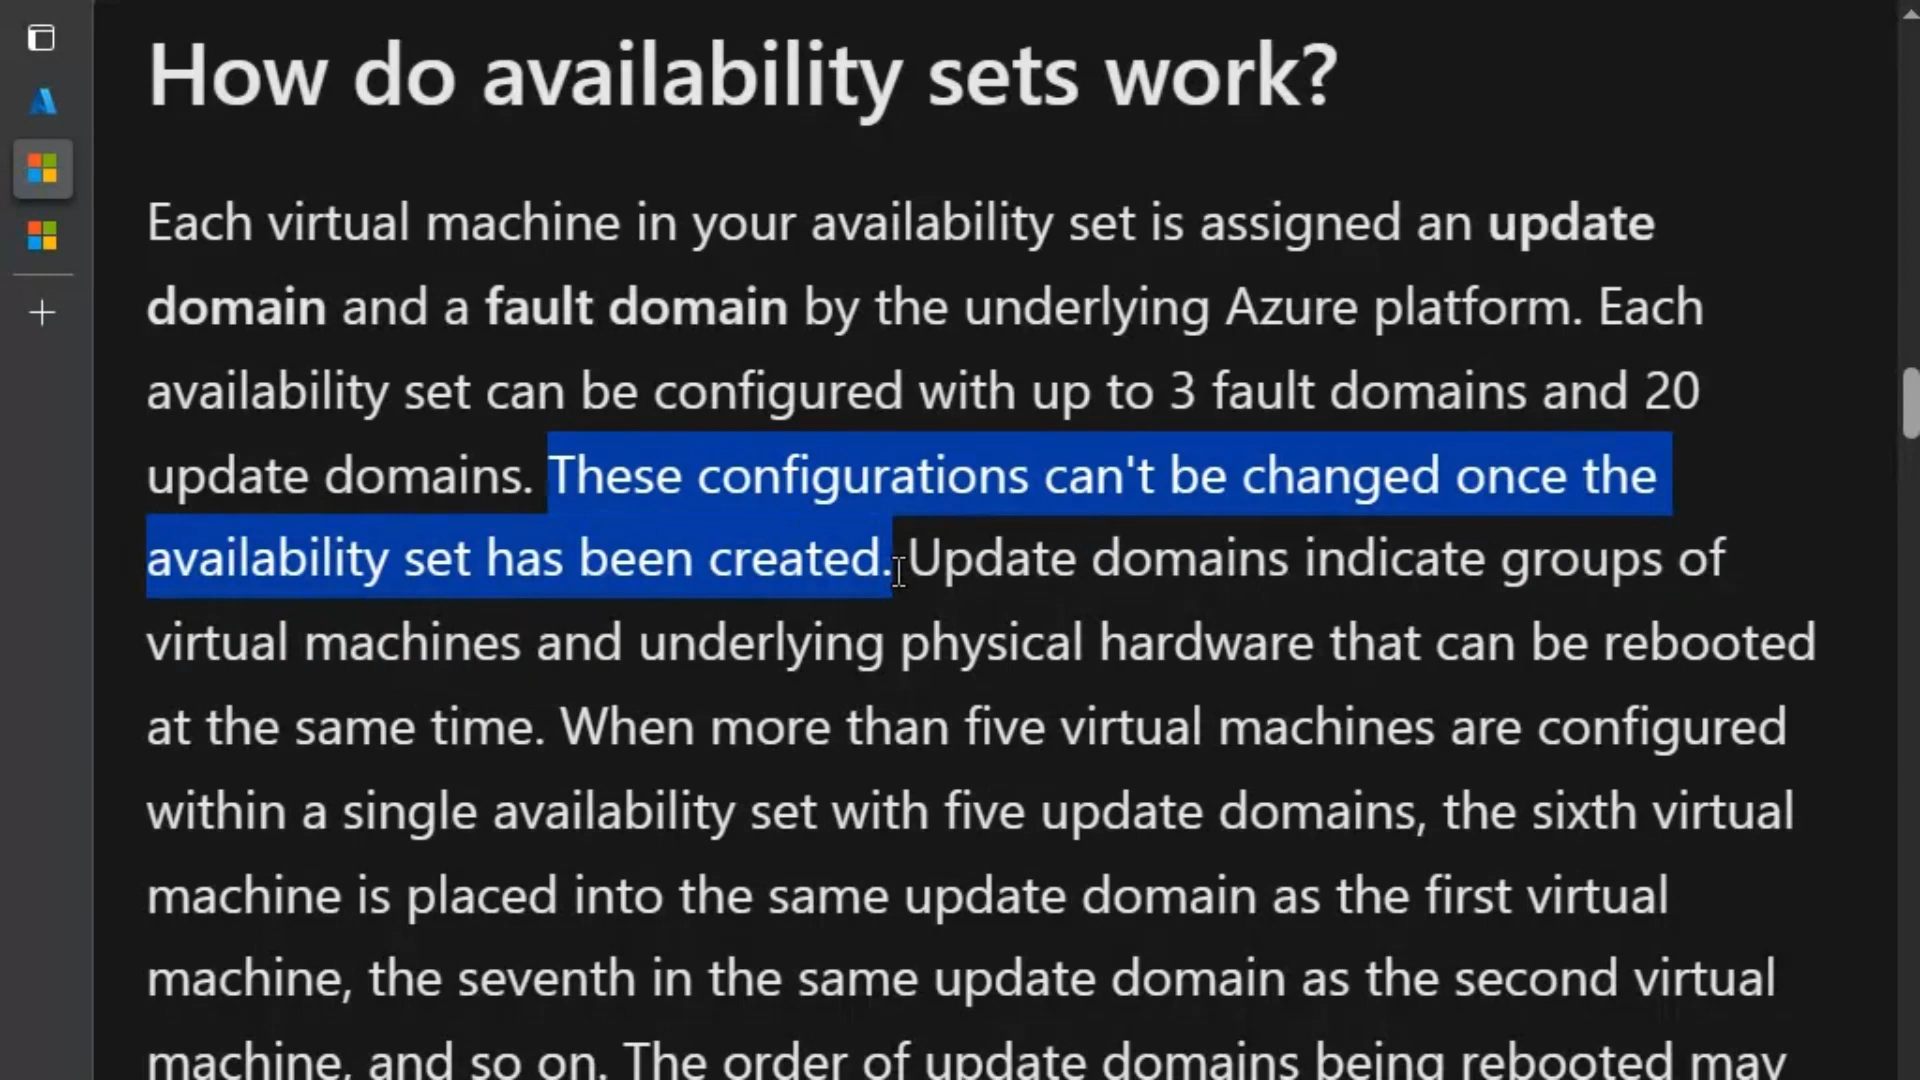 How do availability sets work?
Each virtual machine in your availability set is assigned an update
domain and a fault domain by the underlying Azure platform. Each
availability set can be configured with up to 3 fault domains and 20
update domains. These configurations can't be changed once the
availability set has been created. Update domains indicate groups of
virtual machines and underlying physical hardware that can be rebooted
at the same time. When more than five virtual machines are configured
within a single availability set with five update domains, the sixth virtual
machine is placed into the same update domain as the first virtual
machine, the seventh in the same update domain as the second virtual
machine, and so on. The order of update domains being rebooted may